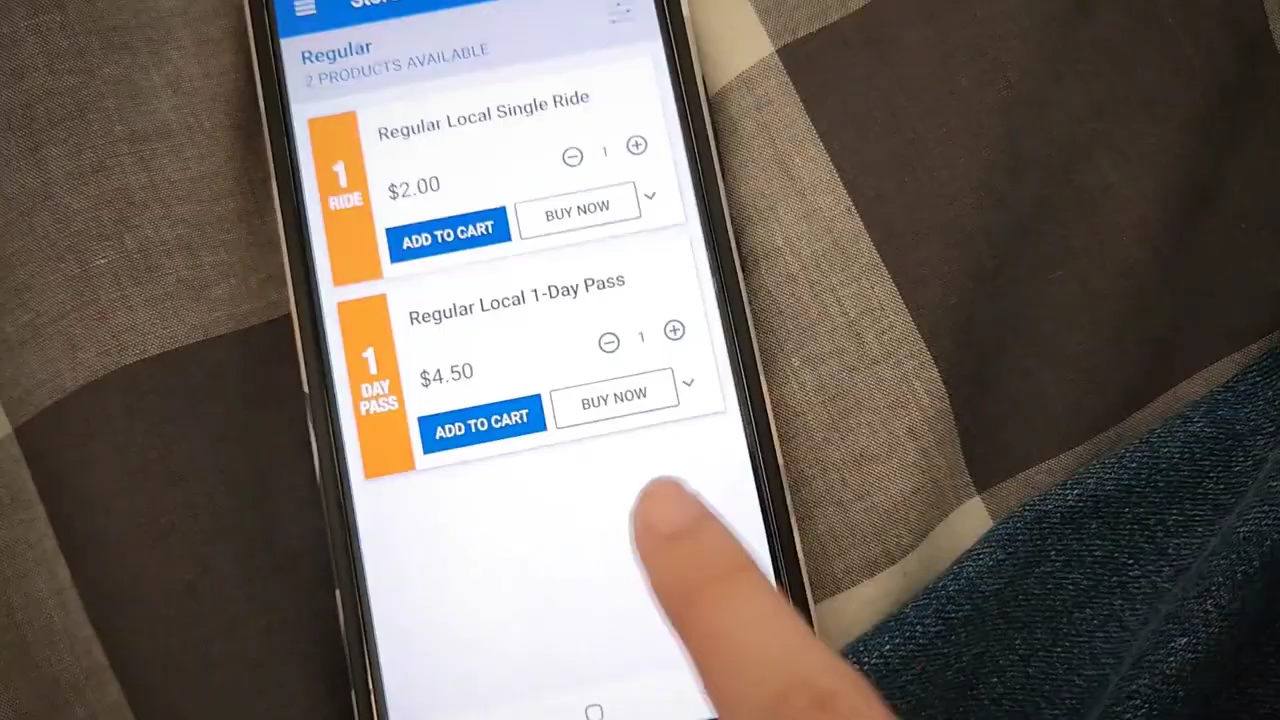 Regular
2 PRODUCTS AVAILABLE
1
RIDE
Regular Local Single Ride
1
$2.00
ADD TO CART
BUY NOW
1
DAY
PASS
Regular Local 1-Day Pass
1
$4.50
ADD TO CART
BUY NOW